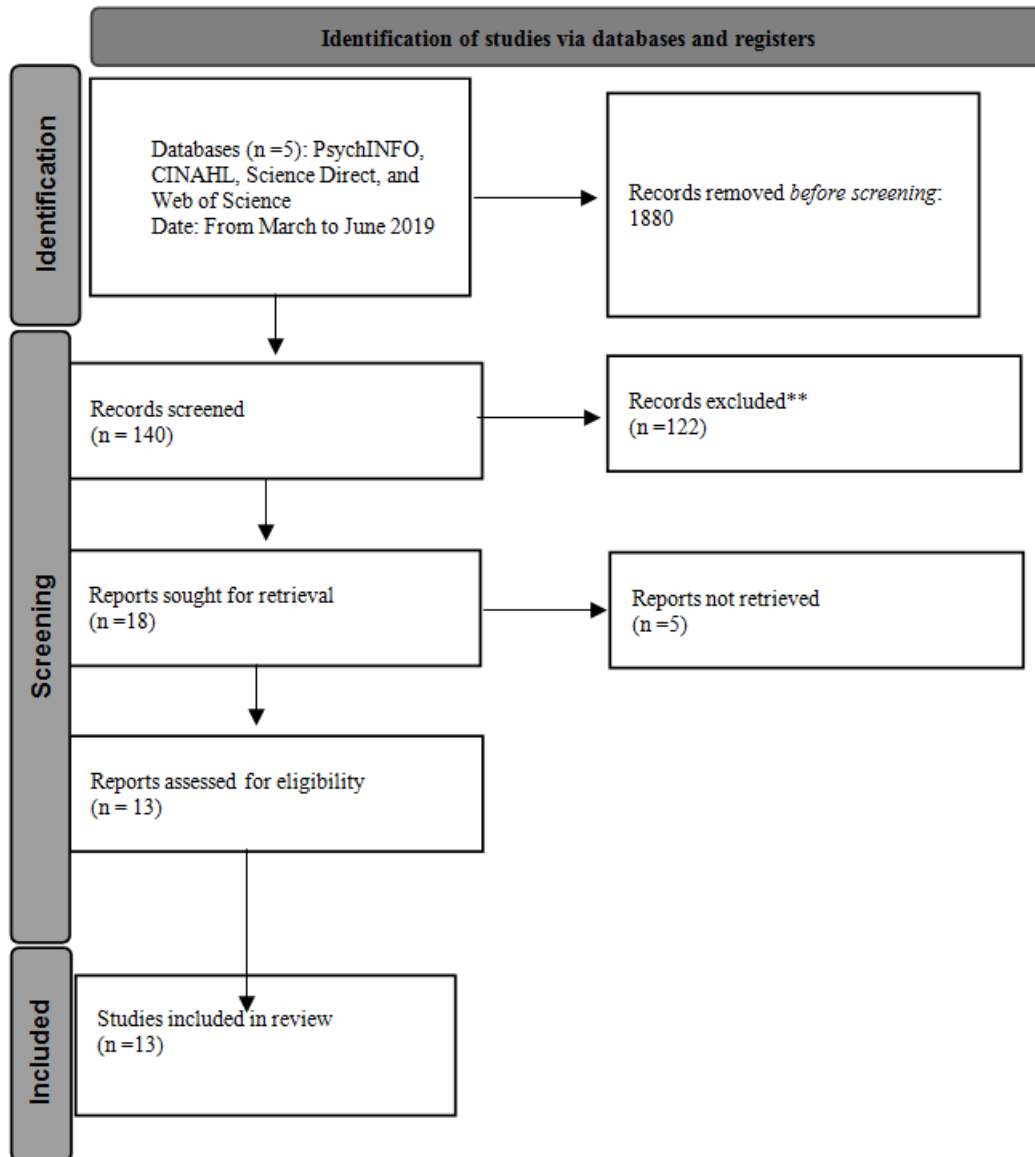 Identification of studies via databases and registers
Identification
Databases (n =5): PsychINFO,
CINAHL, Science Direct, and
Web of Science
Date: From March to June 2019
Records removed before screening:
1880
Screening
Records screened
(n = 140)
Records excluded**
(n =122)
Reports sought for retrieval
(n =18)
Reports not retrieved
(n =5)
Reports assessed for eligibility
(n = 13)
Included
Studies included in review
(n =13)